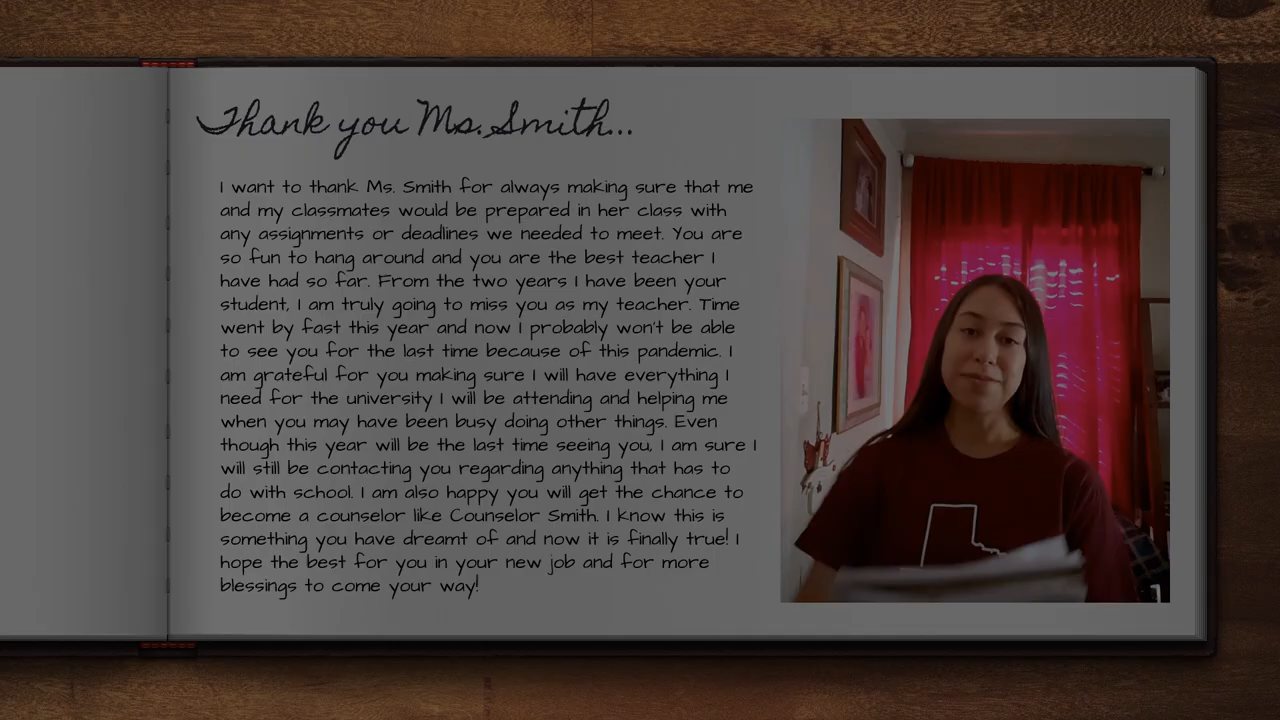 Thank you Ms. Smith...
I want to thank Ms. Smith for always making sure that me
and my classmates would be prepared in her class with
any assignments or deadlines we needed to meet. You are
so fun to hang around and you are the best teacher I
have had so far. From the two years I have been your
student, I am truly going to miss you as my teacher. Time
went by fast this year and now I probably won't be able
to see you for the last time because of this pandemic. I
am grateful for you making sure I will have everything I
need for the university I will be attending and helping me
when you may have been busy doing other things. Even
though this year will be the last time seeing you, I am sure I
will still be contacting you regarding anything that has to
do with school. I am also happy you will get the chance to
become a counselor like Counselor Smith. I know this is
something you have dreamt of and now it is finally true! I
hope the best for you in your new job and for more
blessings to come your way!